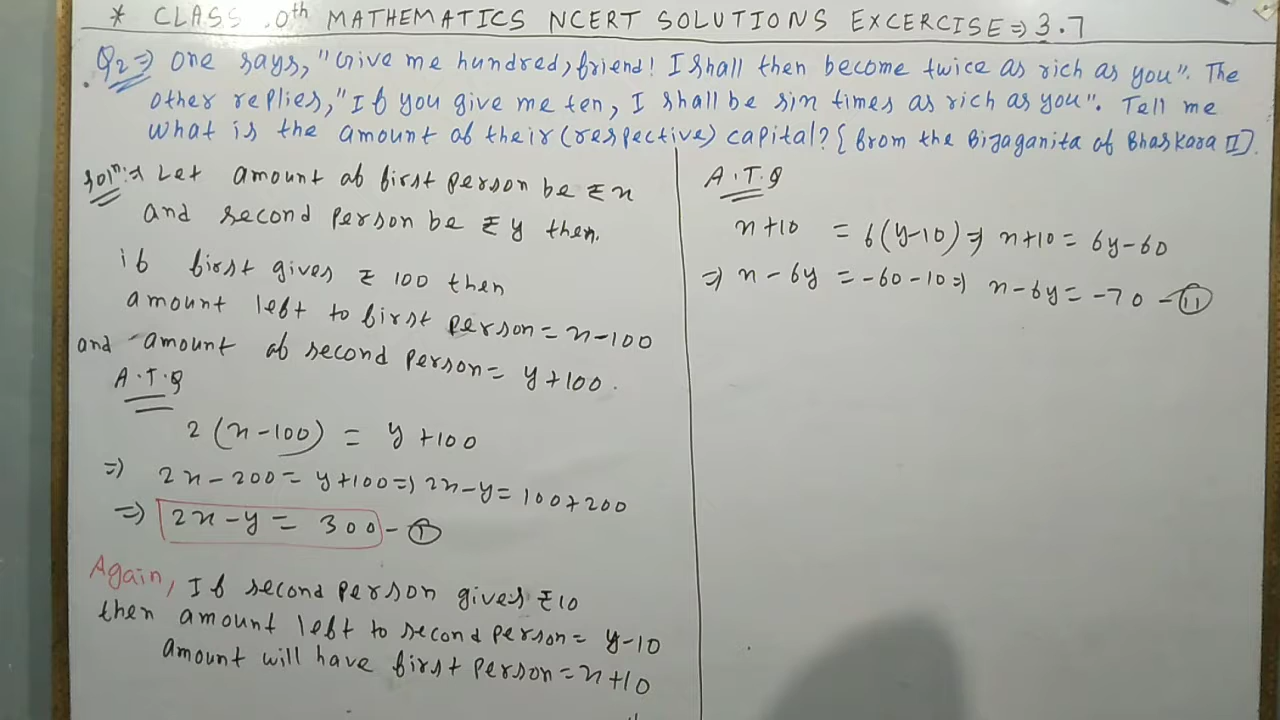 * CLASS .0th MATHEMATICS NCERT SOLUTIONS EXCERCISE ⇒ 3.7
Q2 ⇒ One says, "Give me hundred, friend! I shall then become twice as rich as you". The
other replies, "If you give me ten, I shall be six times as rich as you". Tell me
what is the amount of their (respective) capital? { from the Bijaganita of Bhaskara II}.
Solⁿ:⇒ Let amount of first person be ₹ x
and second person be ₹ y then.
if first gives ₹ 100 then
amount left to first person = x-100
and amount of second person = y+100.
A.T.Q
2(x-100) = y+100
⇒ 2x-200 = y+100 ⇒ 2x-y = 100+200
⇒ 2x-y = 300 - ①
Again, If second person gives ₹10
then amount left to second person = y-10
amount will have first person = x+10
A.T.Q
x+10 = 6(y-10) ⇒ x+10 = 6y-60
⇒ x-6y = -60-10 ⇒ x-6y = -70 - ⑪